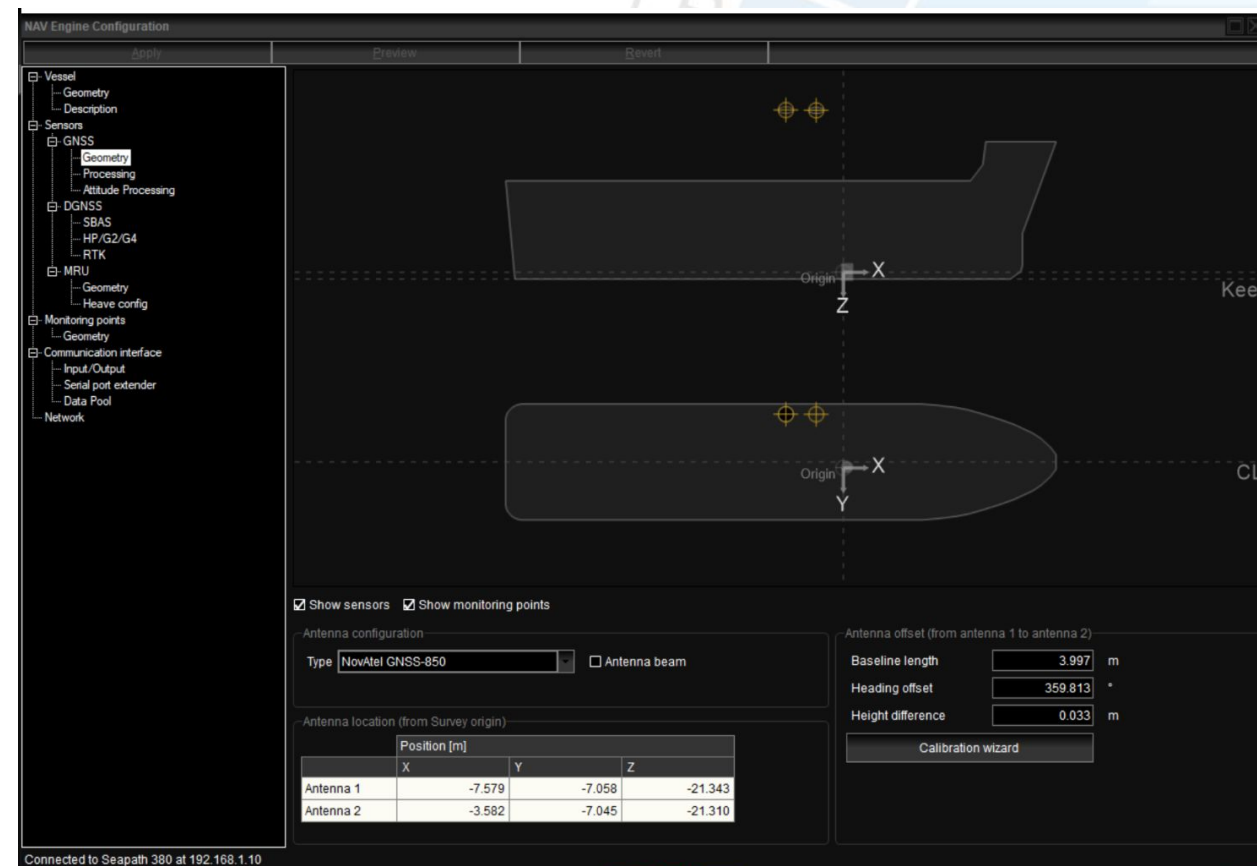 NAV Engine Configuration
Apply Preview Revert
Vessel
Geometry
Description
Sensors
GNSS
Geometry
Processing
Attitude Processing
DGNSS
SBAS
HP/G2/G4
RTK
MRU
Geometry
Heave config
Monitoring points
Geometry
Communication interface
Input/Output
Serial port extender
Data Pool
Network
Origin X
Z
Kee
Origin X
Y
CL
Show sensors Show monitoring points
Antenna configuration
Type NovAtel GNSS-850 Antenna beam
Antenna location (from Survey origin)
Position [m]
X Y Z
Antenna 1 -7.579 -7.058 -21.343
Antenna 2 -3.582 -7.045 -21.310
Antenna offset (from antenna 1 to antenna 2)
Baseline length 3.997 m
Heading offset 359.813 °
Height difference 0.033 m
Calibration wizard
Connected to Seapath 380 at 192.168.1.10